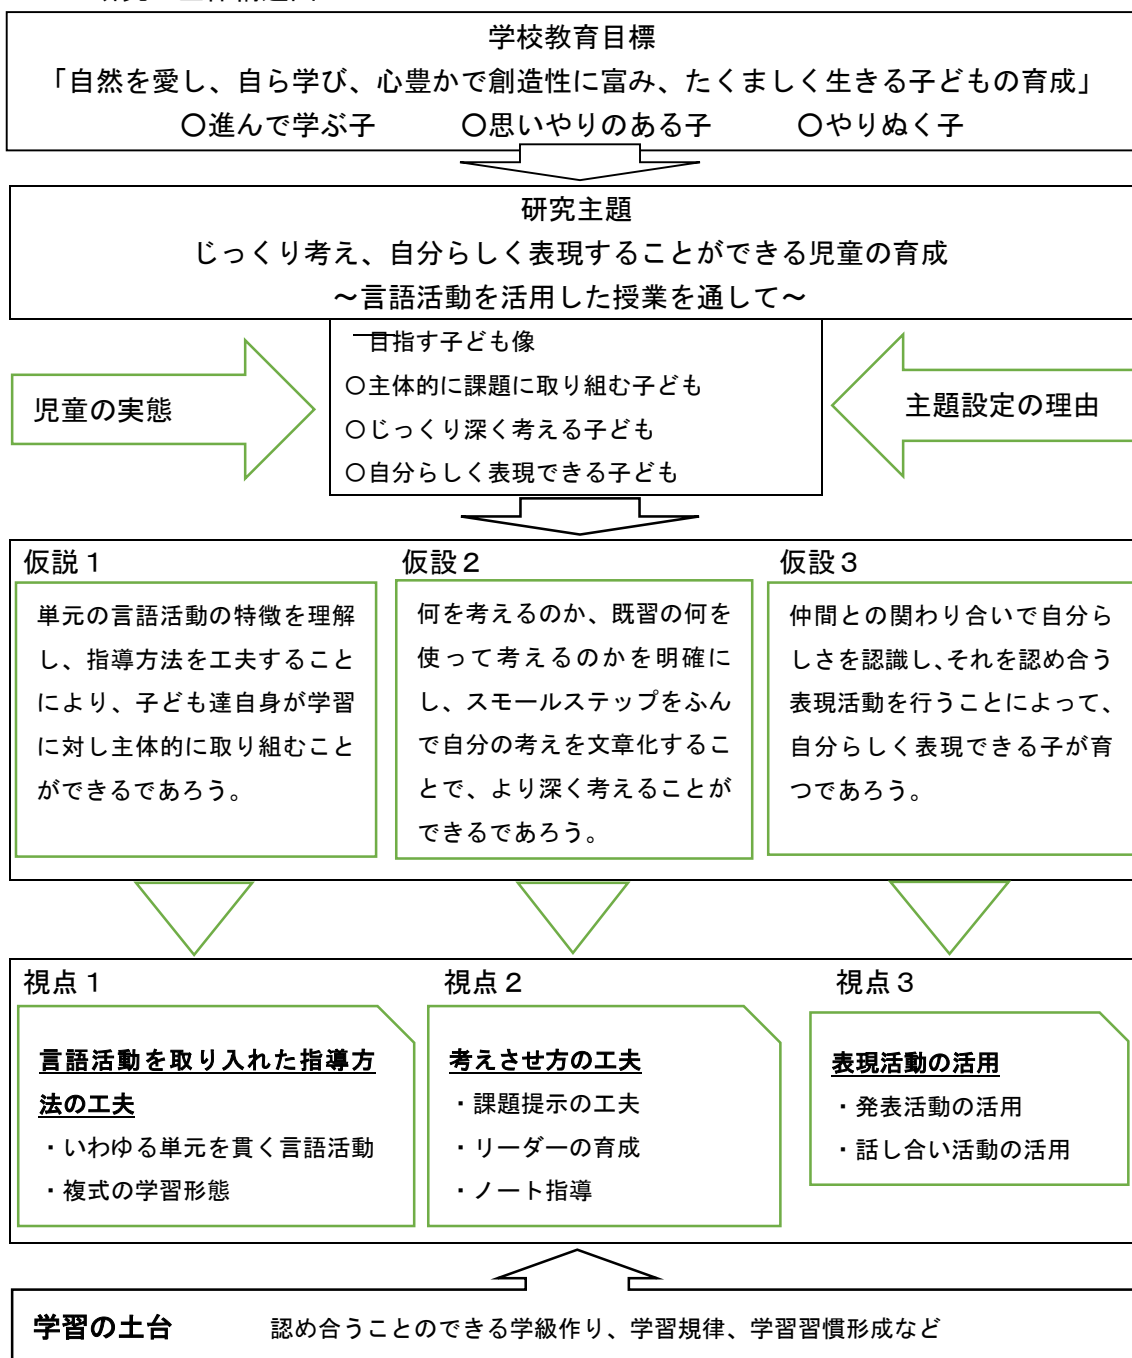 学校教育目標
「自然を愛し、自ら学び、心豊かで創造性に富み、たくましく生きる子どもの育成」
〇進んで学ぶ子　〇思いやりのある子　〇やりぬく子
研究主題
じっくり考え、自分らしく表現することができる児童の育成
～言語活動を活用した授業を通して～
目指す子ども像
〇主体的に課題に取り組む子ども
〇じっくり深く考える子ども
〇自分らしく表現できる子ども
児童の実態
主題設定の理由
仮説１
単元の言語活動の特徴を理解
し、指導方法を工夫すること
により、子ども達自身が学習
に対し主体的に取り組むこと
ができるであろう。
仮設２
何を考えるのか、既習の何を
使って考えるのかを明確に
し、スモールステップをふん
で自分の考えを文章化するこ
とで、より深く考えることが
できるであろう。
仮設３
仲間との関わり合いで自分ら
しさを認識し、それを認め合う
表現活動を行うことによって、
自分らしく表現できる子が育
つであろう。
視点１
言語活動を取り入れた指導方
法の工夫
・いわゆる単元を貫く言語活動
・複式の学習形態
視点２
考えさせ方の工夫
・課題提示の工夫
・リーダーの育成
・ノート指導
視点３
表現活動の活用
・発表活動の活用
・話し合い活動の活用
学習の土台　認め合うことのできる学級作り、学習規律、学習習慣形成など